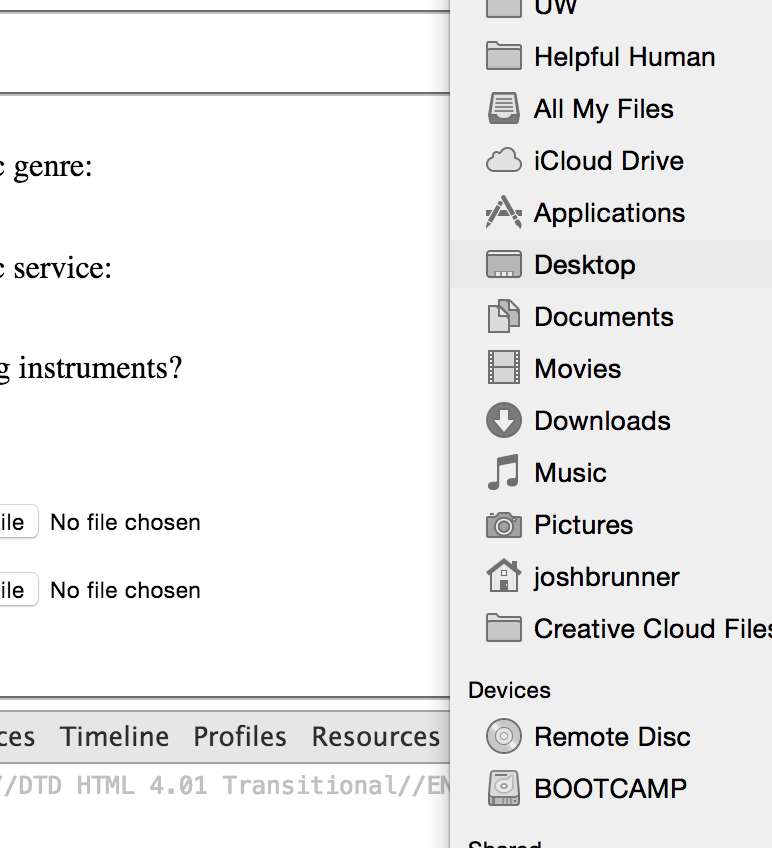 c genre:
c service:
g instruments?
ile No file chosen
ile No file chosen
ces Timeline Profiles Resources
//DTD HTML 4.01 Transitional//EN
UW
Helpful Human
All My Files
iCloud Drive
Applications
Desktop
Documents
Movies
Downloads
Music
Pictures
joshbrunner
Creative Cloud Files
Devices
Remote Disc
BOOTCAMP
Shared